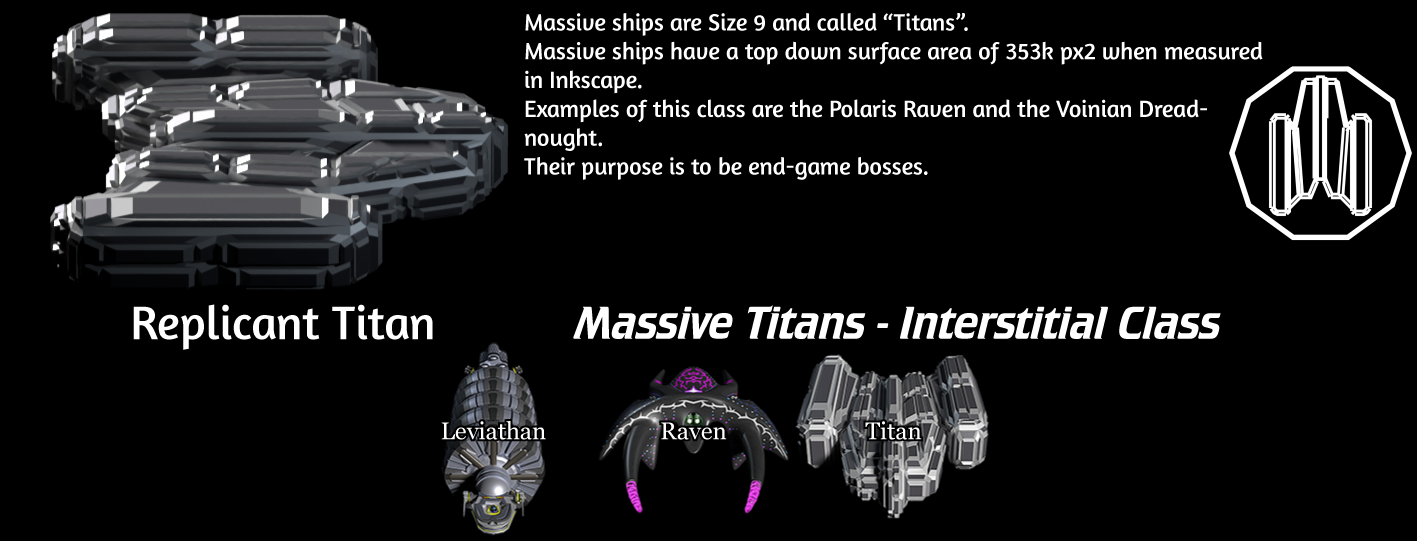 Massive ships are Size 9 and called “Titans”.
Massive ships have a top down surface area of 353k px2 when measured
in Inkscape.
Examples of this class are the Polaris Raven and the Voinian Dread-
nought.
Their purpose is to be end-game bosses.
Replicant Titan
Massive Titans - Interstitial Class
Leviathan
Raven
Titan